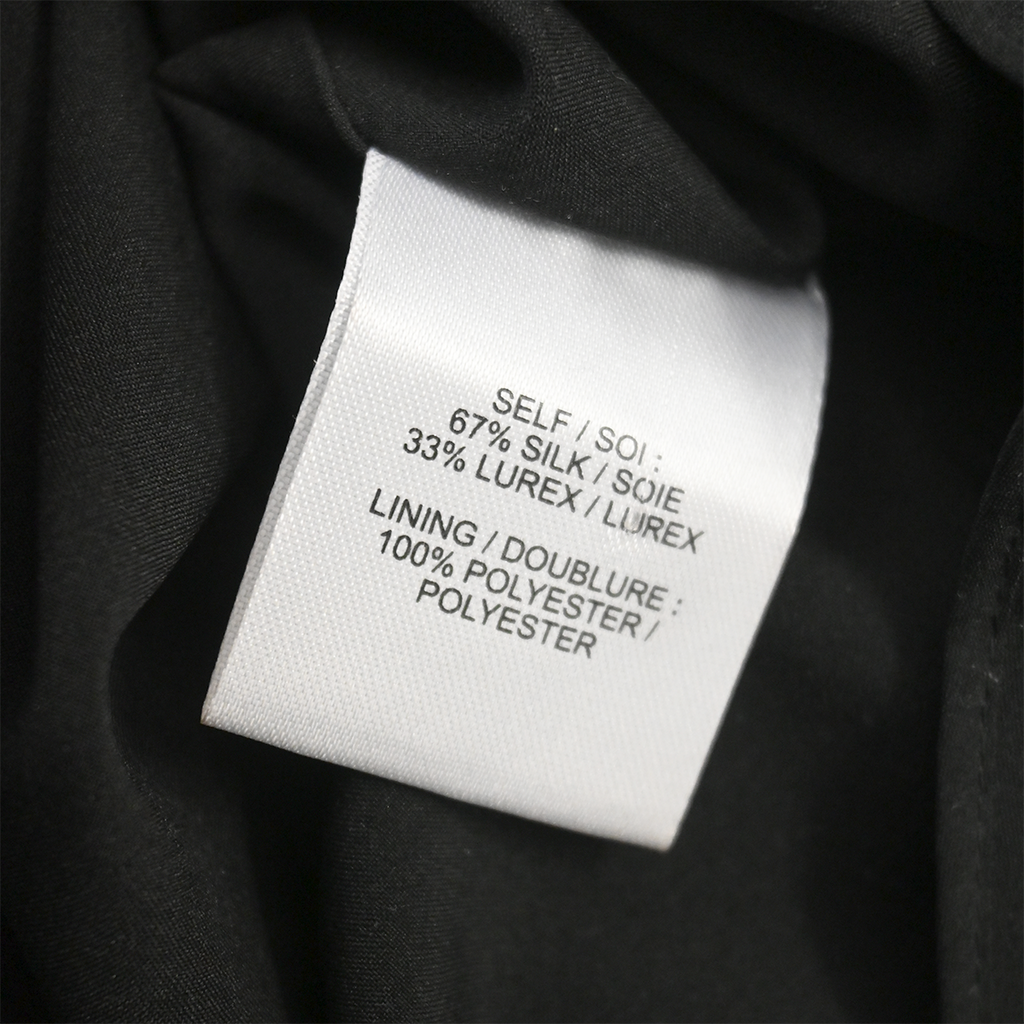 SELF / SOI :
67% SILK / SOIE
33% LUREX / LUREX
LINING / DOUBLURE :
100% POLYESTER /
POLYESTER